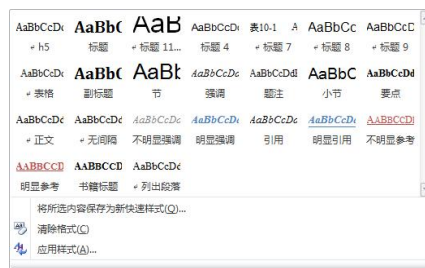 AaBbCcDc AaBb( AaB AaBbCcDc 表10-1 A AaBbCc AaBbCcD
↵ h5 标题 ↵ 标题 11... 标题 4 ↵ 标题 7 ↵ 标题 8 ↵ 标题 9
AaBbCcDc AaBb( AaBb AaBbCcDc AaBbCcDdI AaBbC AaBbCcDd
↵ 表格 副标题 节 强调 题注 小节 要点
AaBbCcDd AaBbCcDd AaBbCcDc AaBbCcDc AaBbCcDc AaBbCcDc AABBCCDI
↵ 正文 ↵ 无间隔 不明显强调 明显强调 引用 明显引用 不明显参考
AABBCCD AABBCCD AaBbCcDd
明显参考 书籍标题 ↵ 列出段落
将所选内容保存为新快速样式(Q)...
清除格式(C)
应用样式(A)...